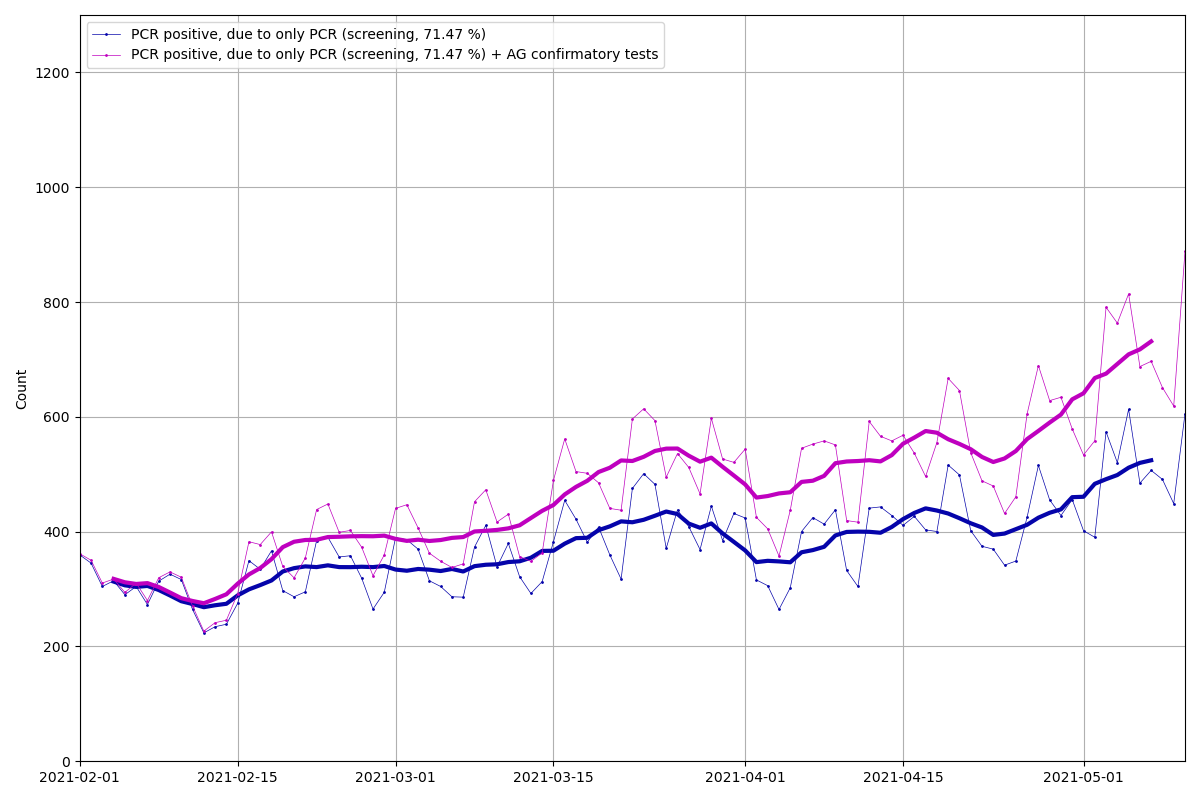 PCR positive, due to only PCR (screening, 71.47 %)
PCR positive, due to only PCR (screening, 71.47 %) + AG confirmatory tests
Count
1200
1000
800
600
400
200
0
2021-02-01 2021-02-15 2021-03-01 2021-03-15 2021-04-01 2021-04-15 2021-05-01